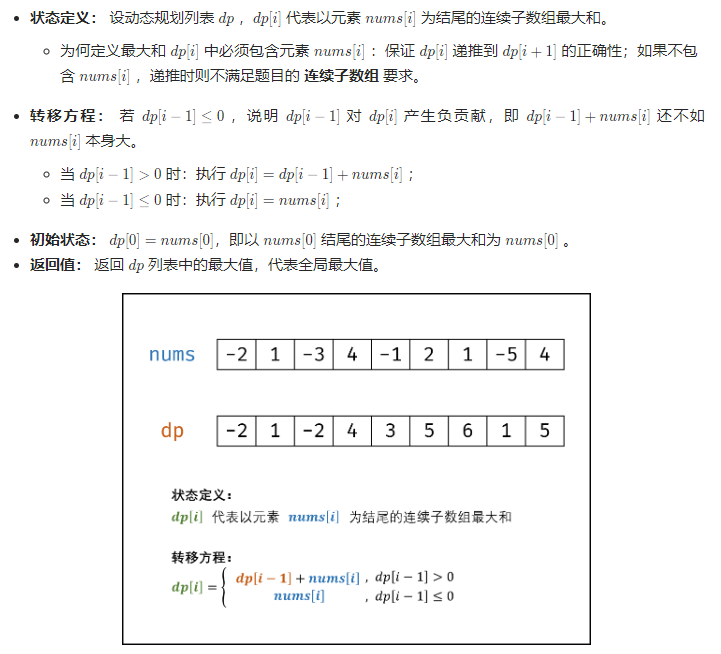 • 状态定义： 设动态规划列表 dp ，dp[i] 代表以元素 nums[i] 为结尾的连续子数组最大和。
◦ 为何定义最大和 dp[i] 中必须包含元素 nums[i] ：保证 dp[i] 递推到 dp[i+1] 的正确性；如果不包
含 nums[i] ，递推时则不满足题目的 连续子数组 要求。
• 转移方程： 若 dp[i−1] ≤ 0 ，说明 dp[i−1] 对 dp[i] 产生负贡献，即 dp[i−1] + nums[i] 还不如
nums[i] 本身大。
◦ 当 dp[i−1] > 0 时：执行 dp[i] = dp[i−1] + nums[i] ；
◦ 当 dp[i−1] ≤ 0 时：执行 dp[i] = nums[i] ；
• 初始状态： dp[0] = nums[0]，即以 nums[0] 结尾的连续子数组最大和为 nums[0] 。
• 返回值： 返回 dp 列表中的最大值，代表全局最大值。
nums -2 1 -3 4 -1 2 1 -5 4
dp -2 1 -2 4 3 5 6 1 5
状态定义：
dp[i] 代表以元素 nums[i] 为结尾的连续子数组最大和
转移方程：
dp[i−1] + nums[i] , dp[i−1] > 0
dp[i] = {
nums[i] , dp[i−1] ≤ 0